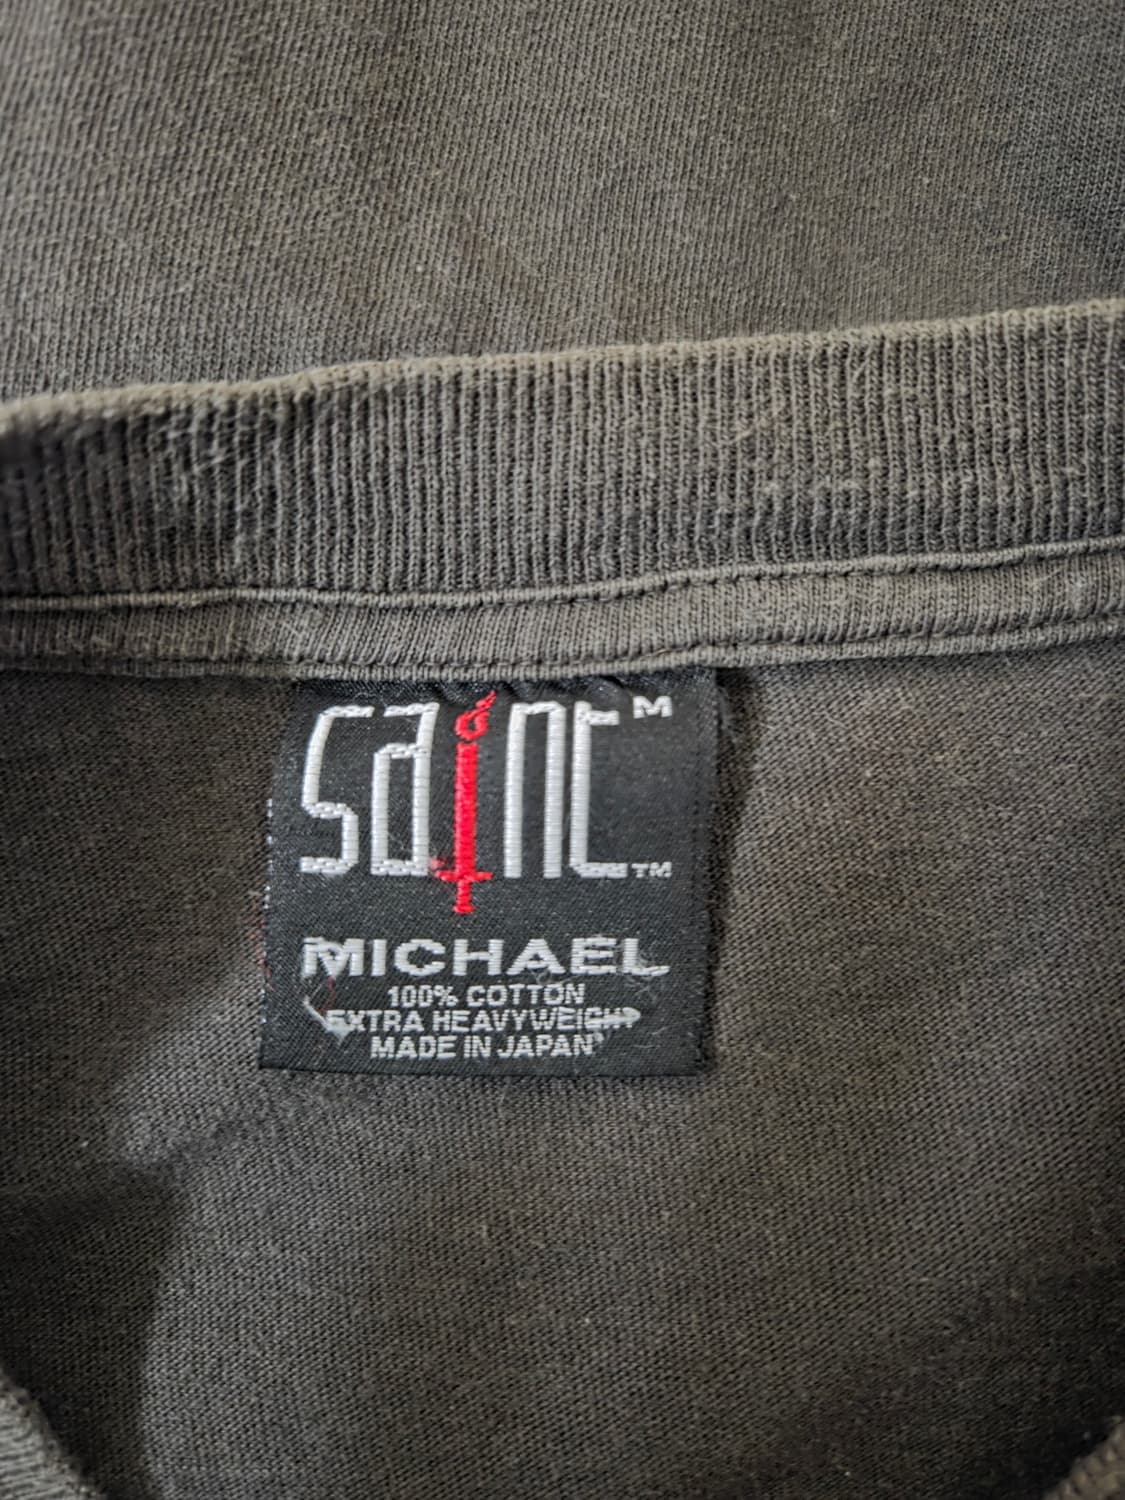 saint M
TM
MICHAEL
100% COTTON
EXTRA HEAVYWEIGHT
MADE IN JAPAN